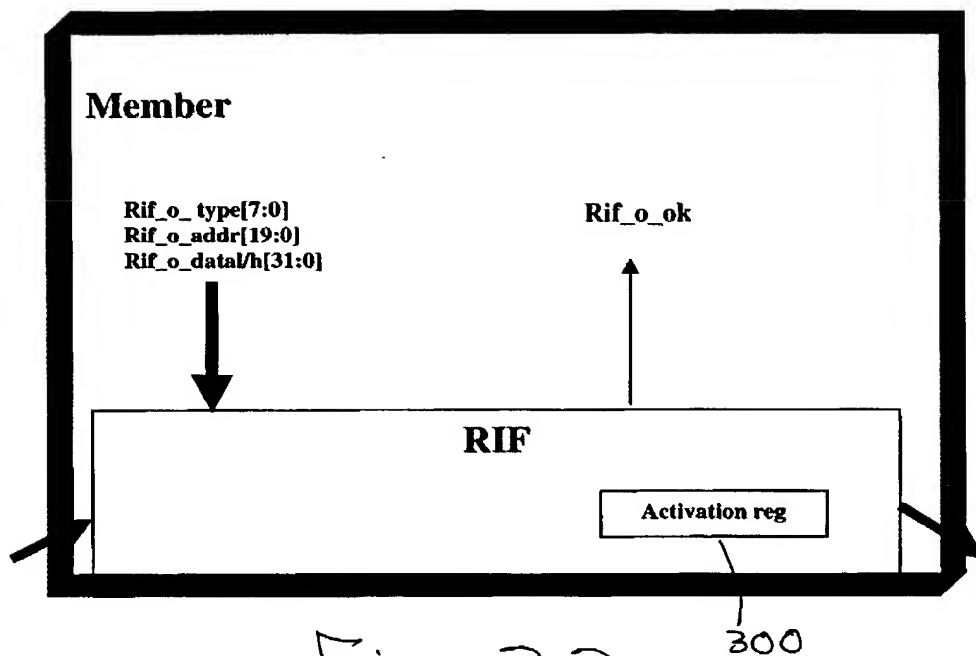 Member
Rif_o_ type[7:0]
Rif_o_addr[19:0]
Rif_o_datal/h[31:0]
Rif_o_ok
RIF
Activation reg
300